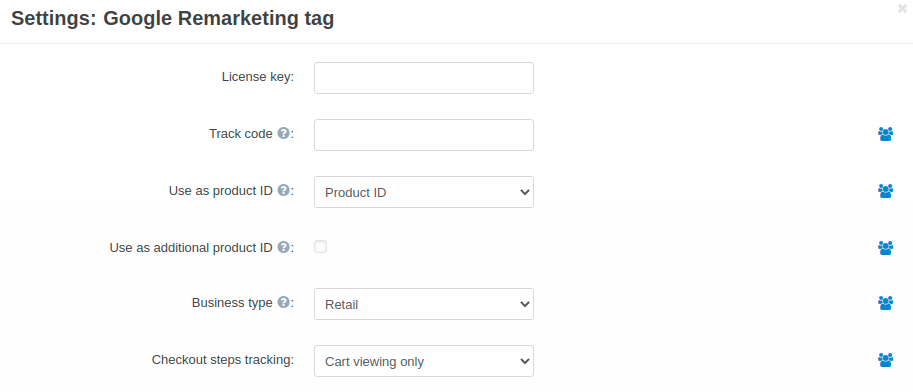 Settings: Google Remarketing tag
License key:
Track code ?:
Use as product ID ?: Product ID
Use as additional product ID ?:
Business type ?: Retail
Checkout steps tracking: Cart viewing only